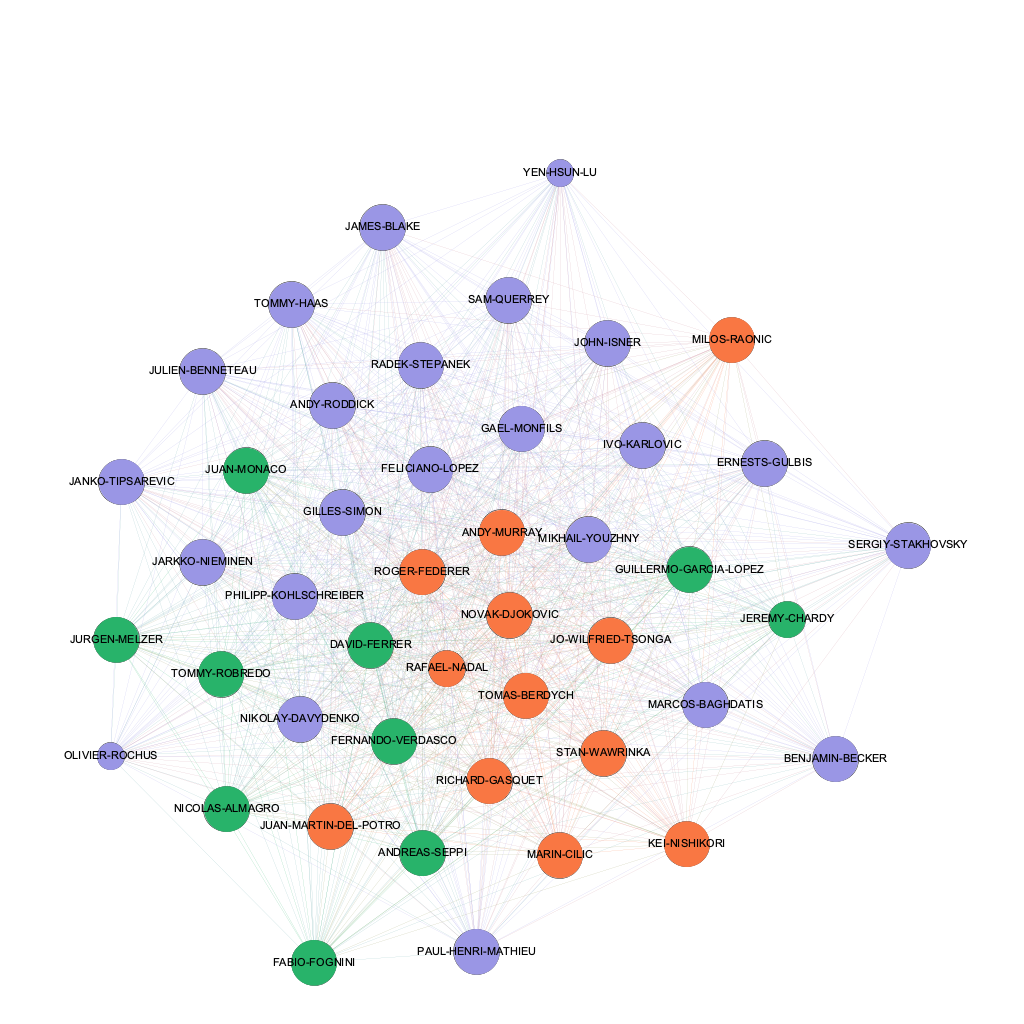 YEN-HSUN-LU
JAMES-BLAKE
TOMMY-HAAS
SAM-QUERREY
MILOS-RAONIC
JOHN-ISNER
RADEK-STEPANEK
JULIEN-BENNETEAU
ANDY-RODDICK
GAEL-MONFILS
IVO-KARLOVIC
ERNESTS-GULBIS
FELICIANO-LOPEZ
JUAN-MONACO
JANKO-TIPSAREVIC
GILLES-SIMON
ANDY-MURRAY
MIKHAIL-YOUZHNY
SERGIY-STAKHOVSKY
JARKKO-NIEMINEN
GUILLERMO-GARCIA-LOPEZ
ROGER-FEDERER
PHILIPP-KOHLSCHREIBER
NOVAK-DJOKOVIC
JEREMY-CHARDY
JURGEN-MELZER
JO-WILFRIED-TSONGA
DAVID-FERRER
RAFAEL-NADAL
TOMMY-ROBREDO
TOMAS-BERDYCH
MARCOS-BAGHDATIS
NIKOLAY-DAVYDENKO
FERNANDO-VERDASCO
STAN-WAWRINKA
OLIVIER-ROCHUS
BENJAMIN-BECKER
RICHARD-GASQUET
NICOLAS-ALMAGRO
JUAN-MARTIN-DEL-POTRO
KEI-NISHIKORI
ANDREAS-SEPPI
MARIN-CILIC
PAUL-HENRI-MATHIEU
FABIO-FOGNINI